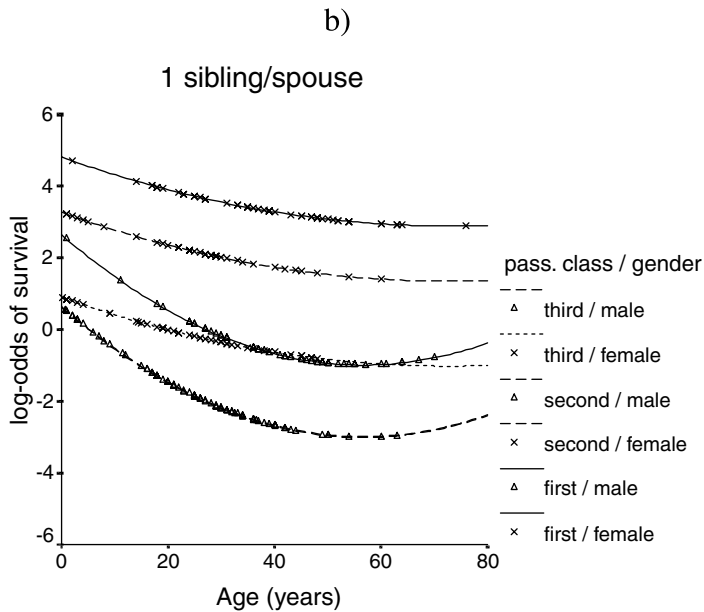 b)
1 sibling/spouse
6
4
2
0
-2
-4
-6
log-odds of survival
0
20
40
60
80
Age (years)
pass. class / gender
third / male
third / female
second / male
second / female
first / male
first / female